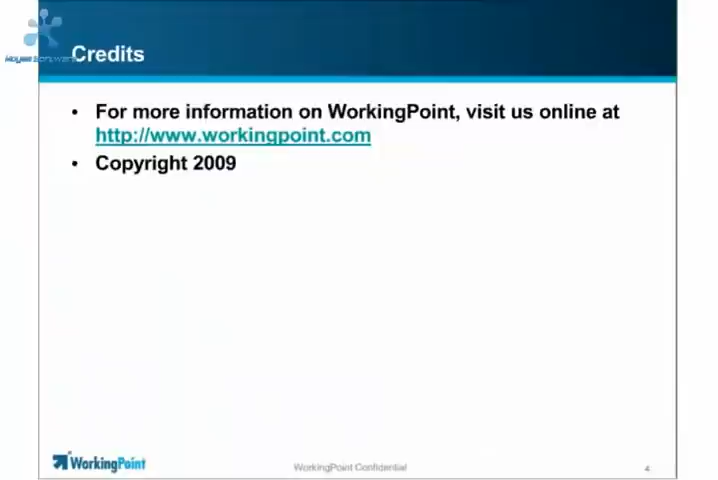 Credits
• For more information on WorkingPoint, visit us online at
http://www.workingpoint.com
• Copyright 2009
WorkingPoint
WorkingPoint Confidential
4